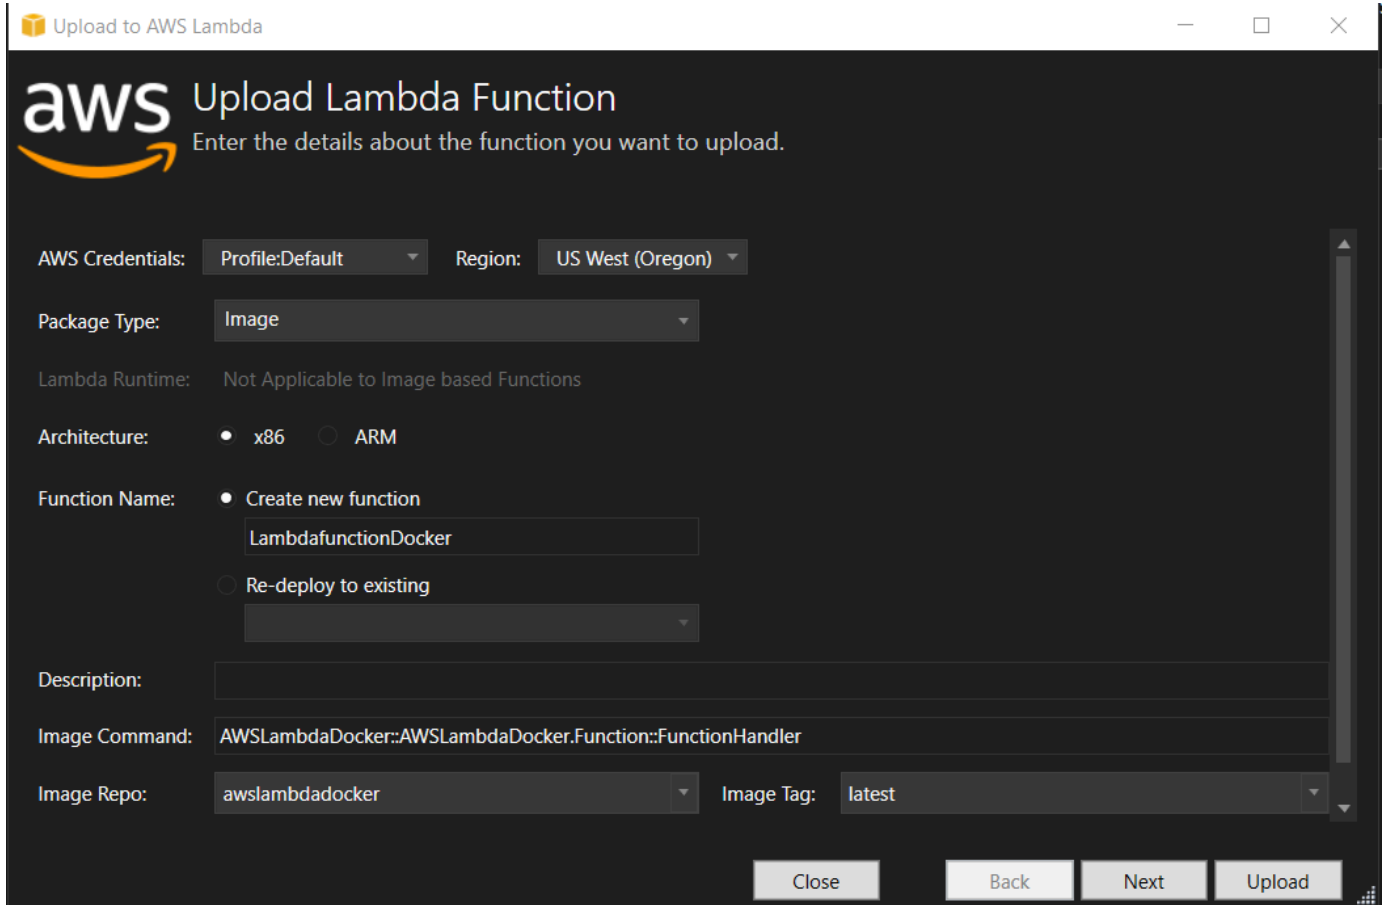 Upload to AWS Lambda
aws
Upload Lambda Function
Enter the details about the function you want to upload.
AWS Credentials: Profile:Default Region: US West (Oregon)
Package Type: Image
Lambda Runtime: Not Applicable to Image based Functions
Architecture: x86 ARM
Function Name: Create new function
LambdafunctionDocker
Re-deploy to existing
Description:
Image Command: AWSLambdaDocker::AWSLambdaDocker.Function::FunctionHandler
Image Repo: awslambdadocker Image Tag: latest
Close Back Next Upload